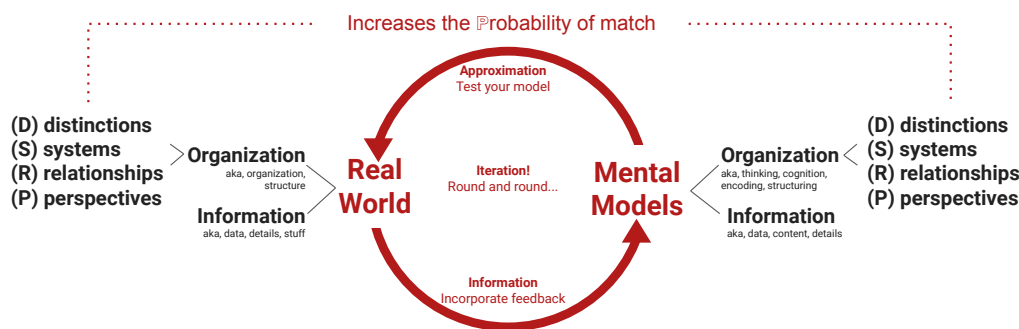 Increases the ℙrobability of match
Approximation
Test your model
(D) distinctions
(S) systems
(R) relationships
(P) perspectives
Organization
aka, organization,
structure
Information
aka, data, details, stuff
Real
World
Iteration!
Round and round...
Mental
Models
Organization
aka, thinking, cognition,
encoding, structuring
Information
aka, data, content, details
(D) distinctions
(S) systems
(R) relationships
(P) perspectives
Information
Incorporate feedback